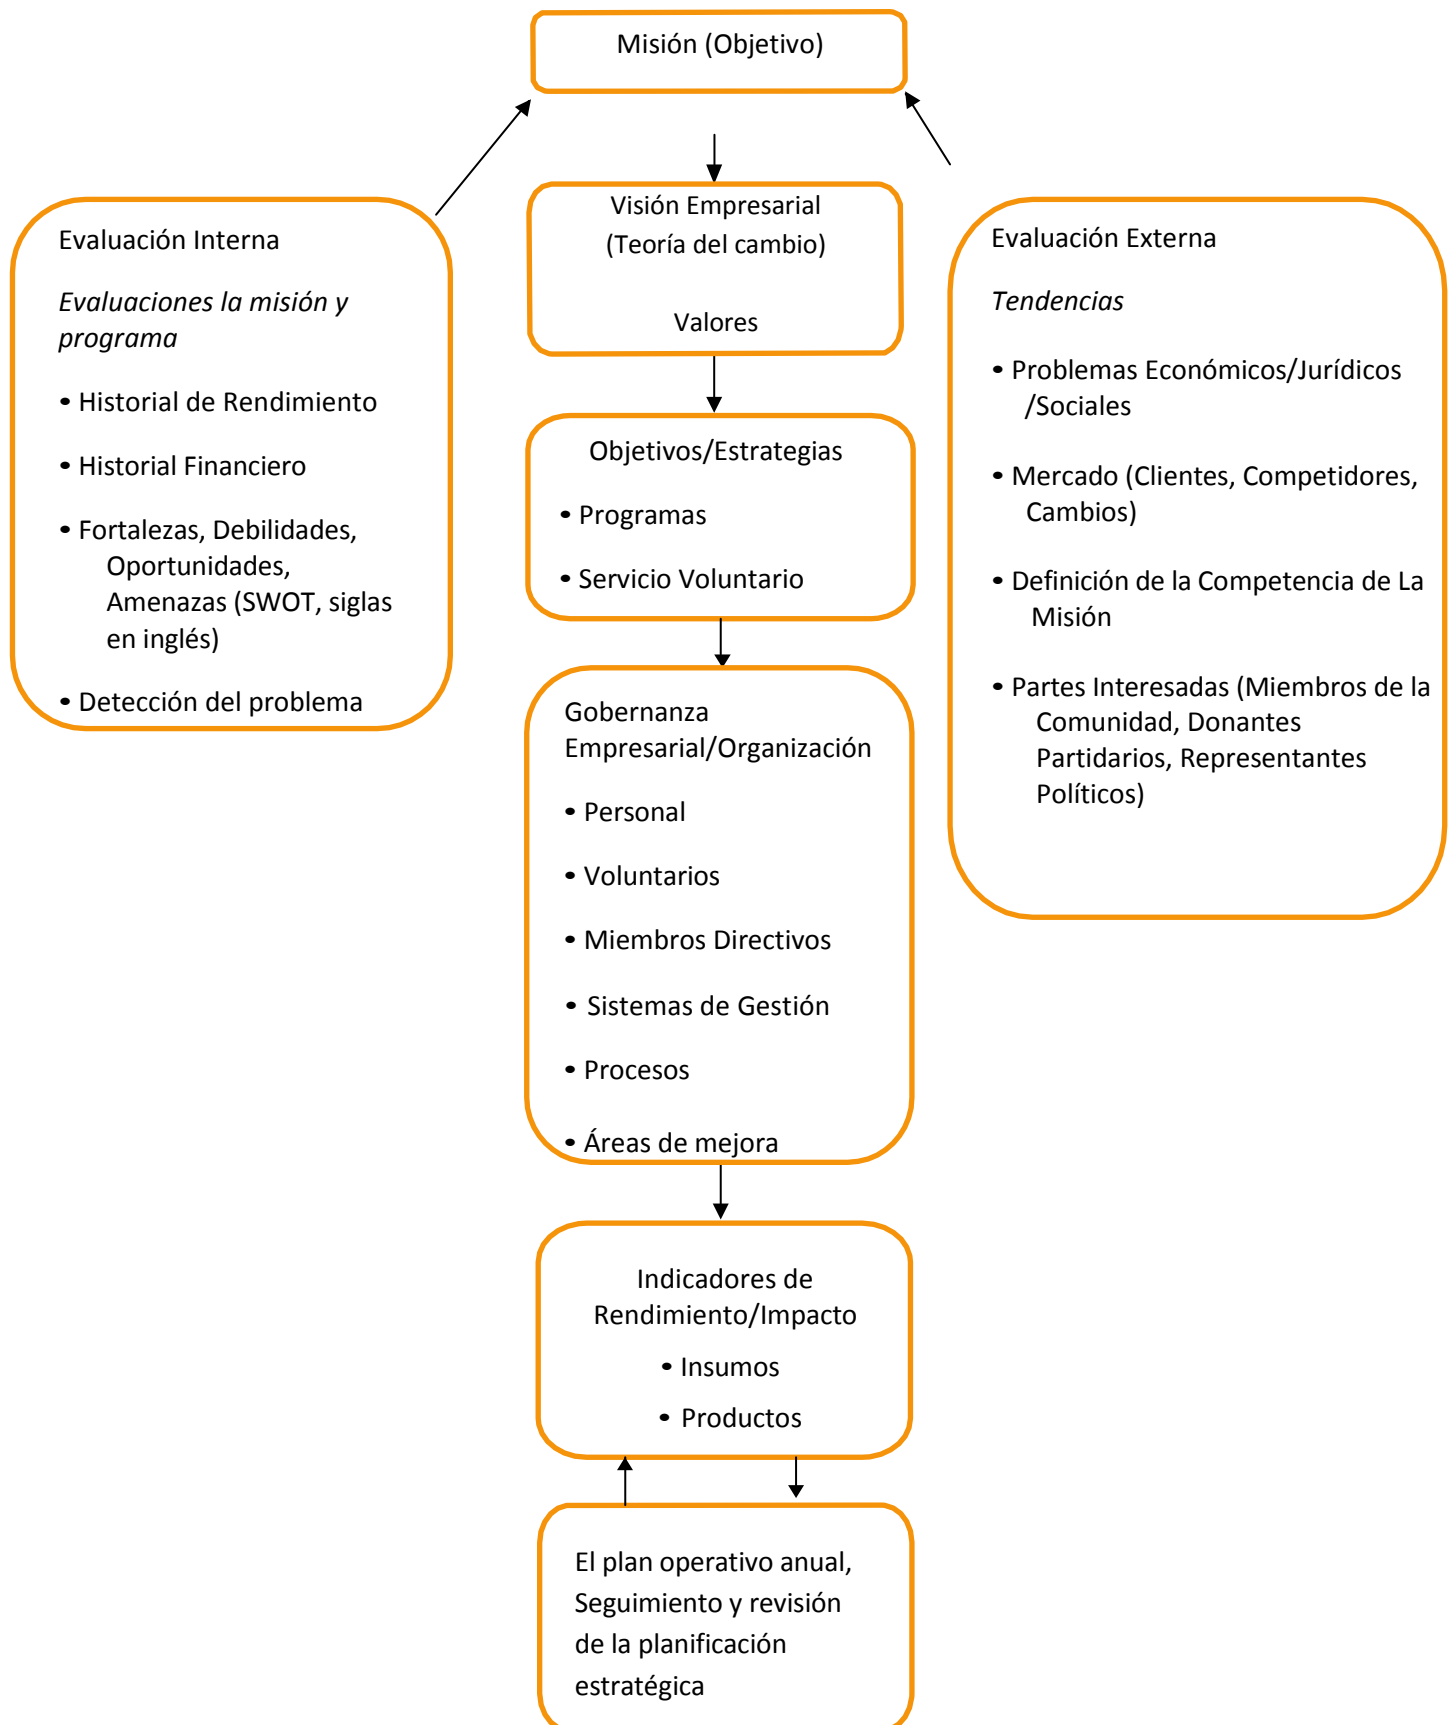 Misión (Objetivo)
Evaluación Interna
Evaluaciones la misión y
programa
• Historial de Rendimiento
• Historial Financiero
• Fortalezas, Debilidades,
Oportunidades,
Amenazas (SWOT, siglas
en inglés)
• Detección del problema
Visión Empresarial
(Teoría del cambio)
Valores
Objetivos/Estrategias
• Programas
• Servicio Voluntario
Gobernanza
Empresarial/Organización
• Personal
• Voluntarios
• Miembros Directivos
• Sistemas de Gestión
• Procesos
• Áreas de mejora
Indicadores de
Rendimiento/Impacto
• Insumos
• Productos
El plan operativo anual,
Seguimiento y revisión
de la planificación
estratégica
Evaluación Externa
Tendencias
• Problemas Económicos/Jurídicos
/Sociales
• Mercado (Clientes, Competidores,
Cambios)
• Definición de la Competencia de La
Misión
• Partes Interesadas (Miembros de la
Comunidad, Donantes
Partidarios, Representantes
Políticos)